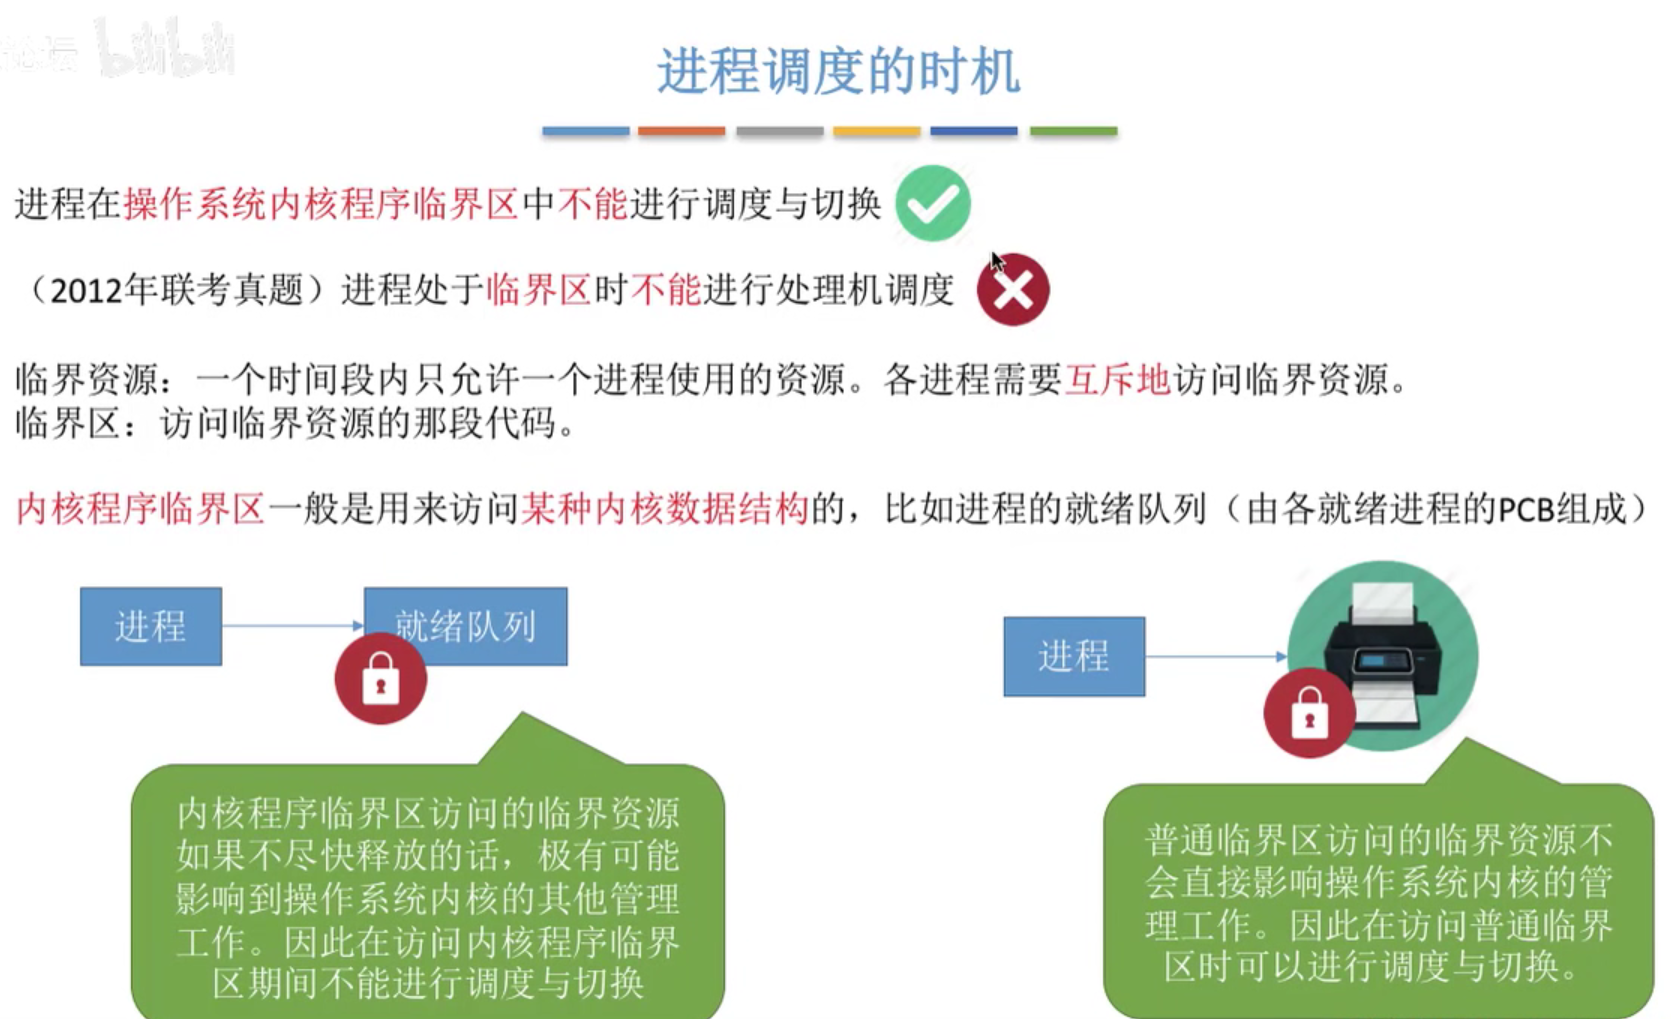 论坛 bilibili
进程调度的时机
进程在操作系统内核程序临界区中不能进行调度与切换
（2012年联考真题）进程处于临界区时不能进行处理机调度
临界资源：一个时间段内只允许一个进程使用的资源。各进程需要互斥地访问临界资源。
临界区：访问临界资源的那段代码。
内核程序临界区一般是用来访问某种内核数据结构的，比如进程的就绪队列（由各就绪进程的PCB组成）
进程
就绪队列
内核程序临界区访问的临界资源
如果不尽快释放的话，极有可能
影响到操作系统内核的其他管理
工作。因此在访问内核程序临界
区期间不能进行调度与切换
进程
普通临界区访问的临界资源不
会直接影响操作系统内核的管
理工作。因此在访问普通临界
区时可以进行调度与切换。